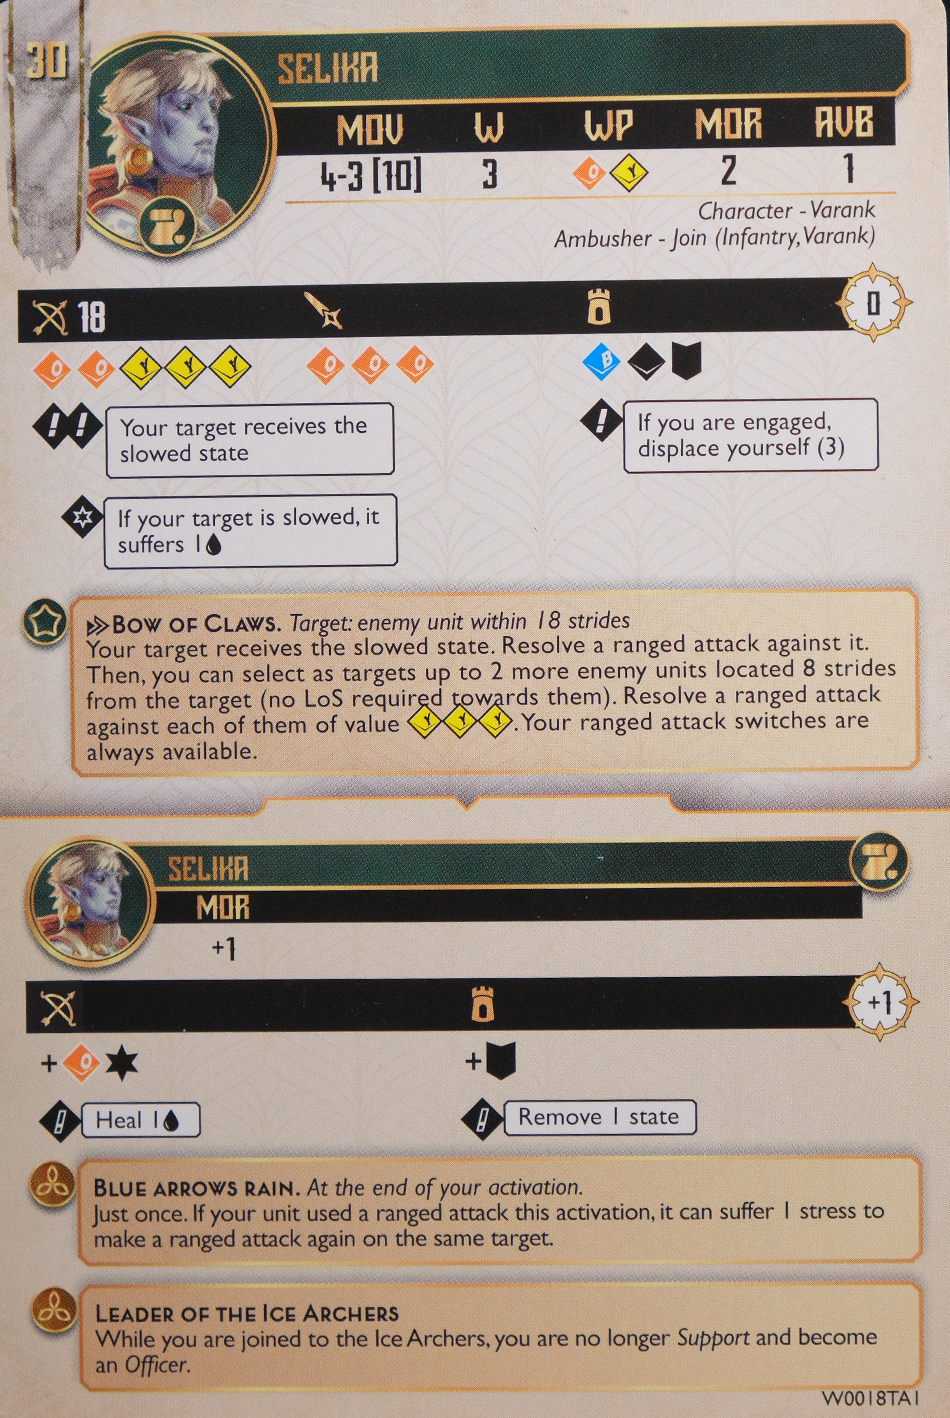 30
SELIKA
MOV W WP MOR AVB
4-3 [10] 3 O Y 2 1
Character - Varank
Ambusher - Join (Infantry, Varank)
18 0
O O Y Y Y O O O B
! ! Your target receives the
slowed state
! If you are engaged,
displace yourself (3)
If your target is slowed, it
suffers 1
BOW OF CLAWS. Target: enemy unit within 18 strides
Your target receives the slowed state. Resolve a ranged attack against it.
Then, you can select as targets up to 2 more enemy units located 8 strides
from the target (no LoS required towards them). Resolve a ranged attack
against each of them of value Y Y Y. Your ranged attack switches are
always available.
SELIKA
MOR
+1
+1
+ O +
! Heal 1 ! Remove 1 state
BLUE ARROWS RAIN. At the end of your activation.
Just once. If your unit used a ranged attack this activation, it can suffer 1 stress to
make a ranged attack again on the same target.
LEADER OF THE ICE ARCHERS
While you are joined to the Ice Archers, you are no longer Support and become
an Officer.
W0018TA1